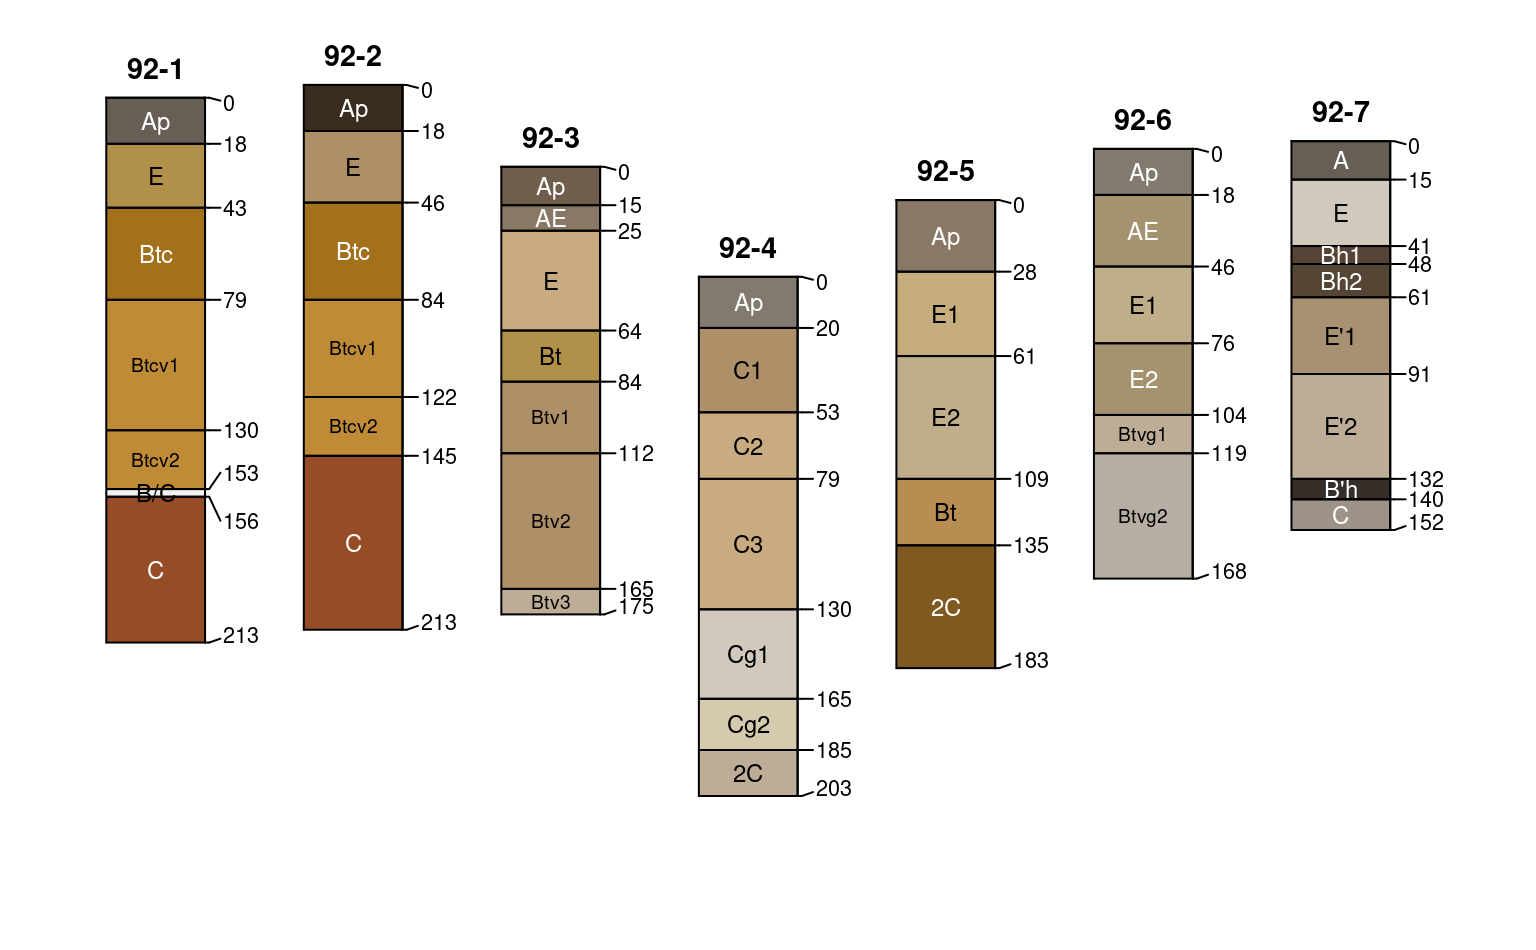 92-1
0
Ap
18
E
43
Btc
79
Btcv1
130
Btcv2
153
B/C
156
C
213
92-2
0
Ap
18
E
46
Btc
84
Btcv1
122
Btcv2
145
C
213
92-3
0
Ap
15
AE
25
E
64
Bt
84
Btv1
112
Btv2
165
Btv3
175
92-4
0
Ap
20
C1
53
C2
79
C3
130
Cg1
165
Cg2
185
2C
203
92-5
0
Ap
28
E1
61
E2
109
Bt
135
2C
183
92-6
0
Ap
18
AE
46
E1
76
E2
104
Btvg1
119
Btvg2
168
92-7
0
A
15
E
41
Bh1
48
Bh2
61
E'1
91
E'2
132
B'h
140
C
152